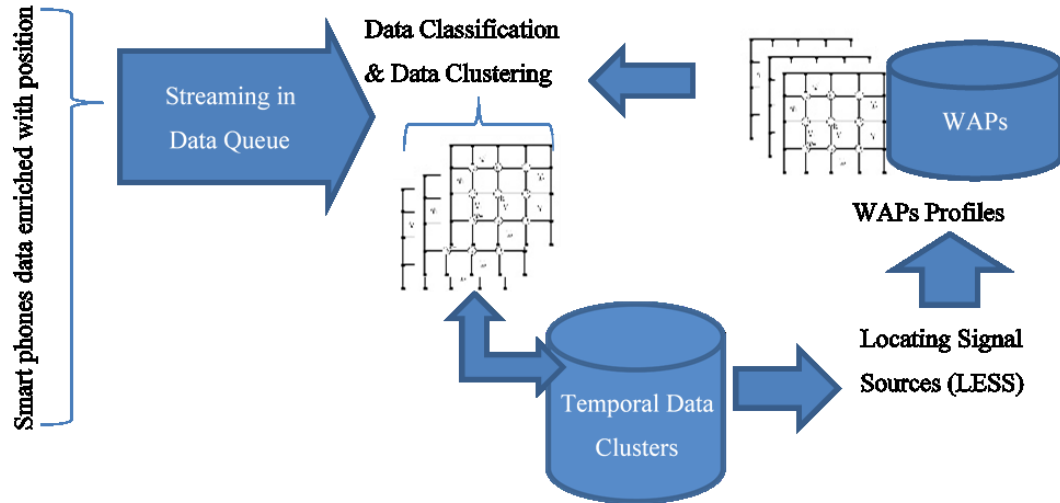 Smart phones data enriched with position
Streaming in
Data Queue
Data Classification
& Data Clustering
WAPs
WAPs Profiles
Locating Signal
Sources (LESS)
Temporal Data
Clusters